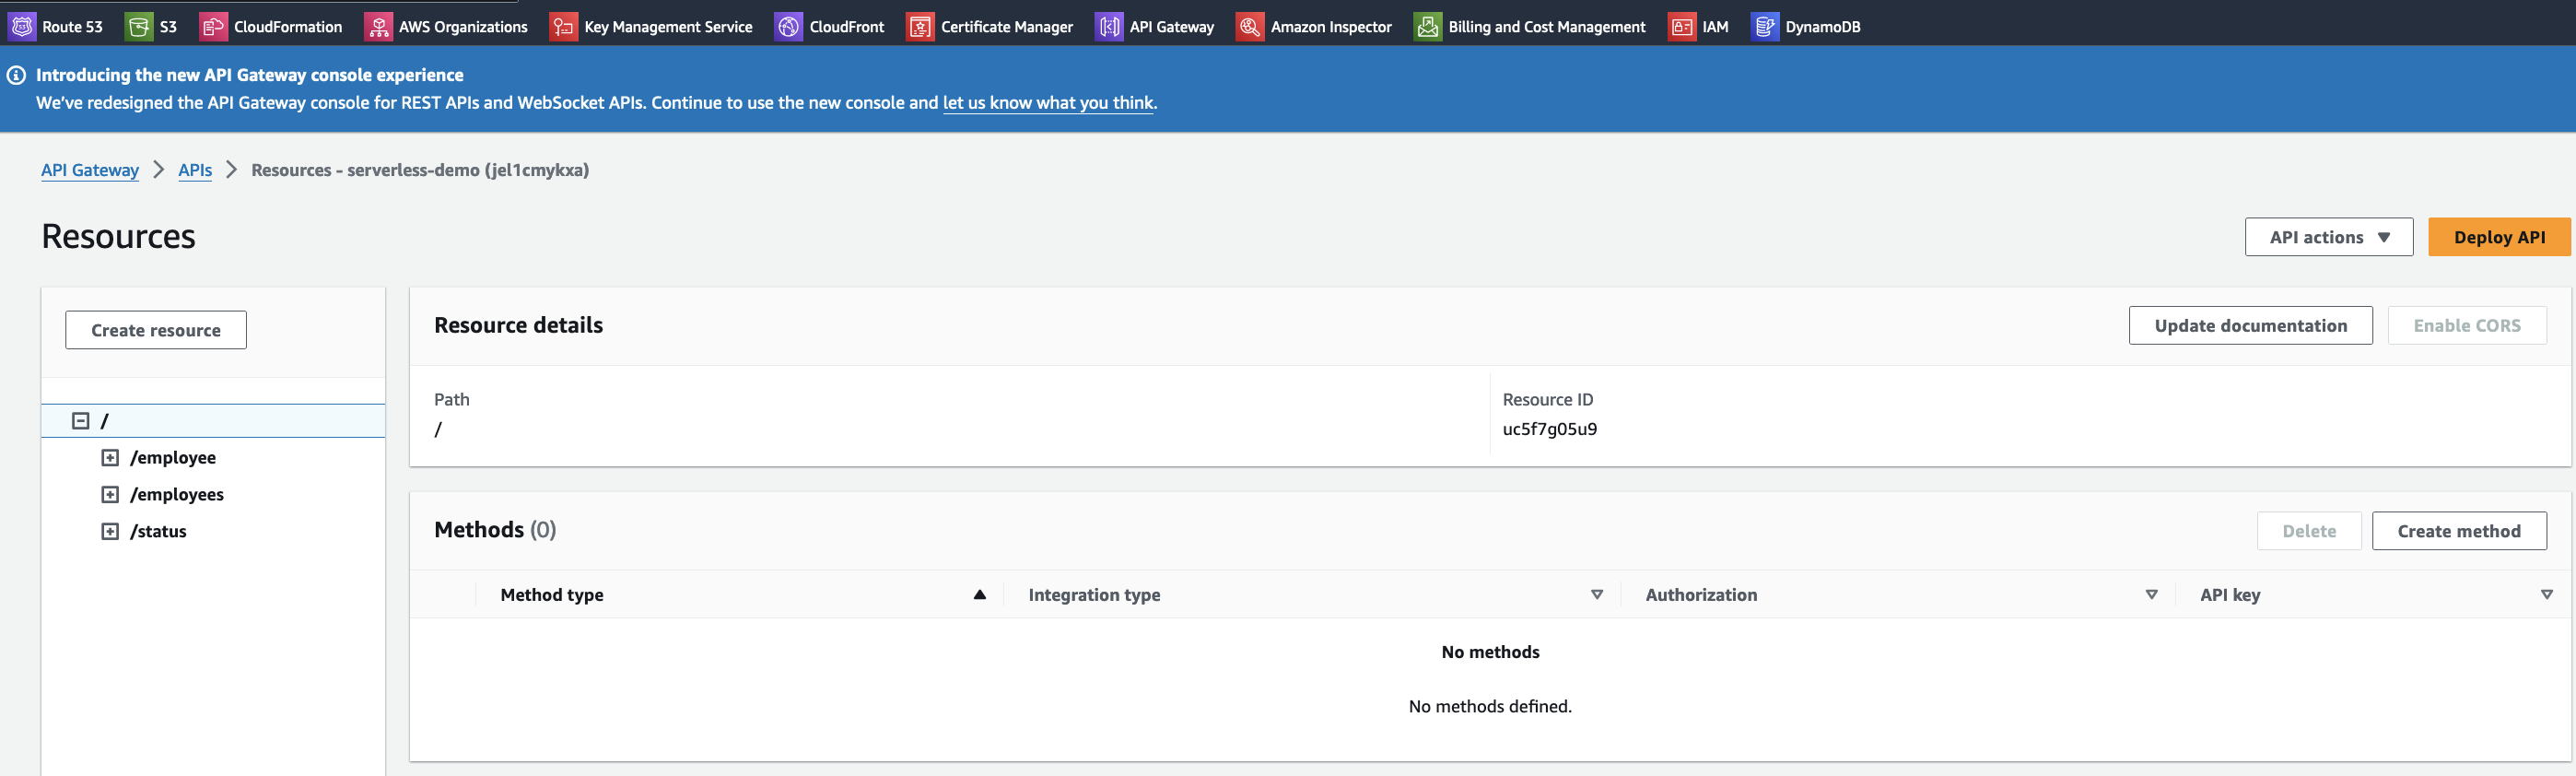 Route 53 S3 CloudFormation AWS Organizations Key Management Service CloudFront Certificate Manager API Gateway Amazon Inspector Billing and Cost Management IAM DynamoDB
Introducing the new API Gateway console experience
We've redesigned the API Gateway console for REST APIs and WebSocket APIs. Continue to use the new console and let us know what you think.
API Gateway > APIs > Resources - serverless-demo (jel1cmykxa)
Resources
API actions Deploy API
Create resource
/
/employee
/employees
/status
Resource details
Update documentation Enable CORS
Path
/
Resource ID
uc5f7g05u9
Methods (0)
Delete Create method
Method type Integration type Authorization API key
No methods
No methods defined.